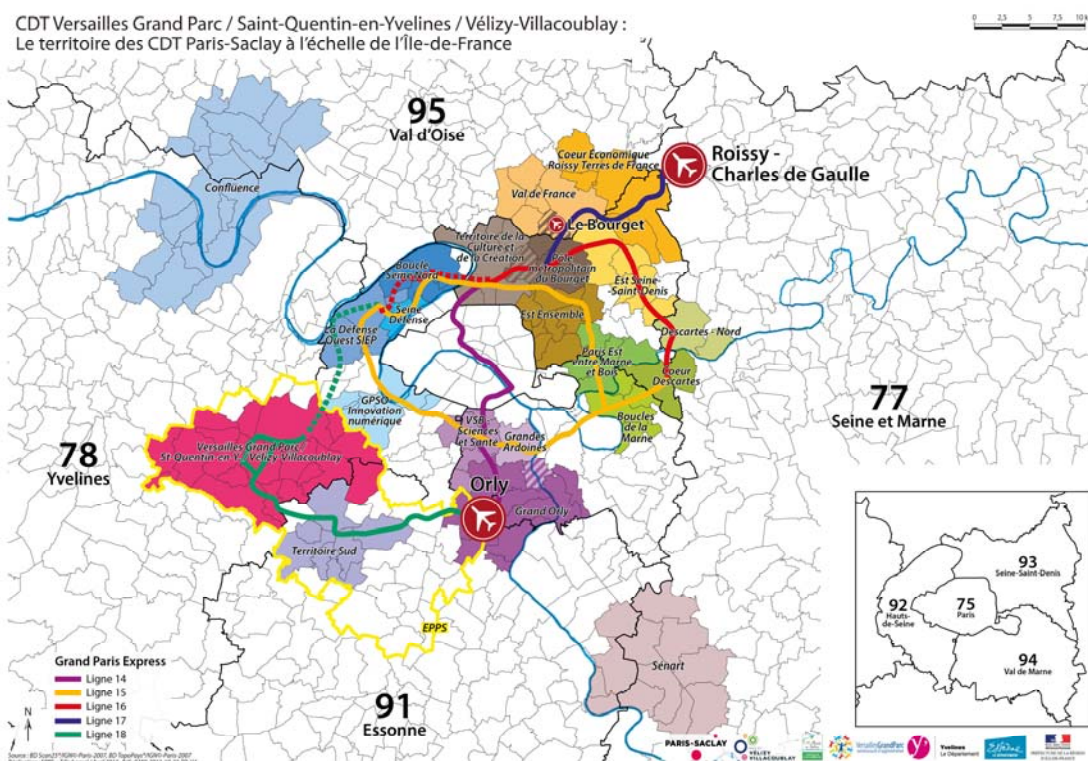 CDT Versailles Grand Parc / Saint-Quentin-en-Yvelines / Vélizy-Villacoublay :
Le territoire des CDT Paris-Saclay à l'échelle de l'Île-de-France
95
Val d'Oise
Coeur Économique
Roissy Terres de France
Roissy -
Charles de Gaulle
Confluence
Val de France
Le Bourget
Territoire de la
Culture et
de la Création
Pôle
métropolitain
du Bourget
Boucle
Seine Nord
Est Seine-
-Saint-Denis
Seine
Défense
Est Ensemble
La Défense
Ouest SIEP
Descartes - Nord
Paris Est
entre Marne
et Bois
Coeur
Descartes
77
Seine et Marne
GPSO
Innovation
numérique
VSB
Sciences
et Santé
Grandes
Ardoines
Boucles
de la
Marne
78
Yvelines
Versailles Grand Parc
St-Quentin-en-Y. Vélizy-Villacoublay
Orly
Grand Orly
Territoire Sud
EPPS
Sénart
91
Essonne
93
Seine-Saint-Denis
92
Hauts-
de-Seine
75
Paris
94
Val de Marne
Grand Paris Express
Ligne 14
Ligne 15
Ligne 16
Ligne 17
Ligne 18
N
PARIS-SACLAY
VÉLIZY
VILLACOUBLAY
VersaillesGrandParc
Yvelines
Le Département
Essonne